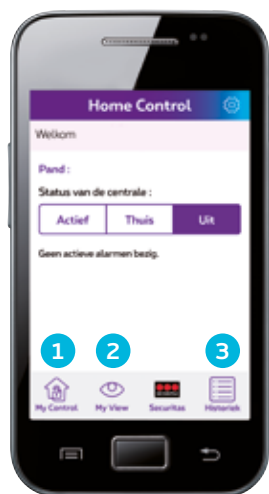 Home Control
Welkom
Pand :
Status van de centrale :
Actief Thuis Uit
Geen actieve alarmen bezig.
1 2 3
My Control My View Securitas Historiek